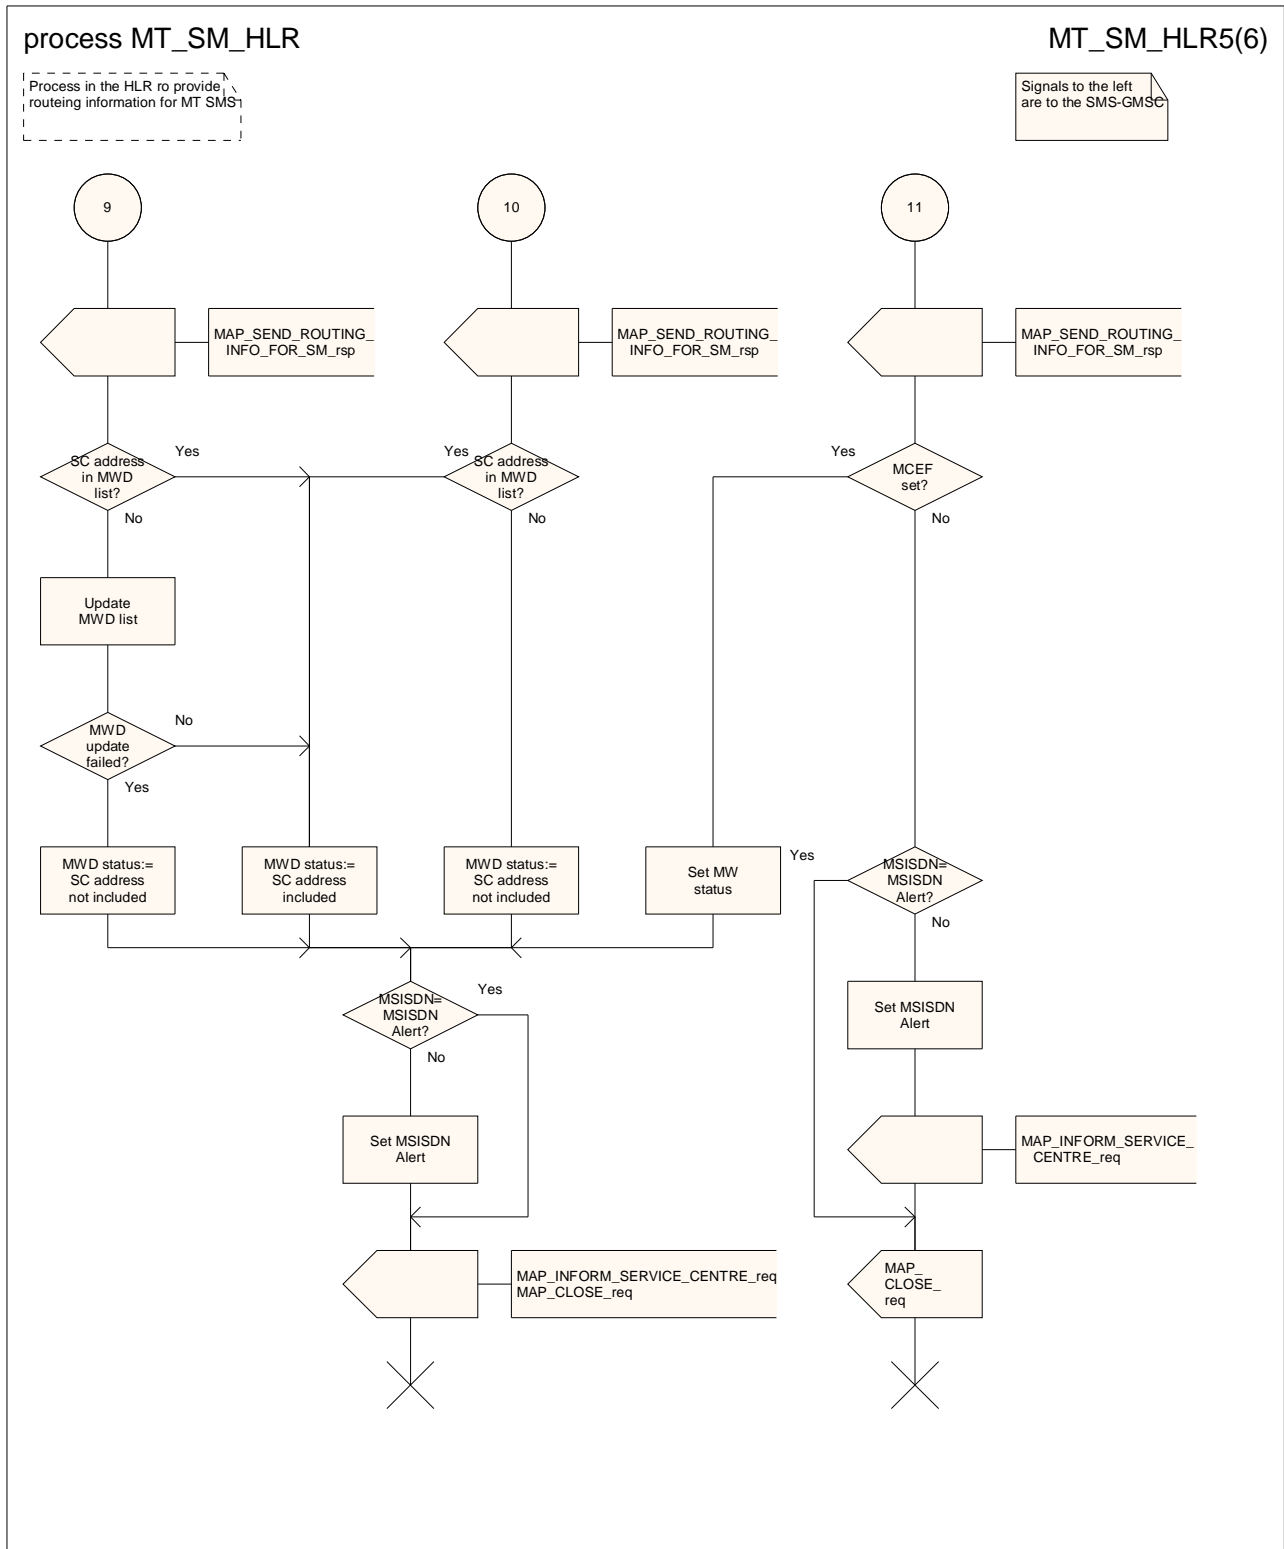 process MT_SM_HLR
MT_SM_HLR5(6)
Process in the HLR ro provide
routeing information for MT SMS
Signals to the left
are to the SMS-GMSC
9
10
11
MAP_SEND_ROUTING_
INFO_FOR_SM_rsp
MAP_SEND_ROUTING_
INFO_FOR_SM_rsp
MAP_SEND_ROUTING_
INFO_FOR_SM_rsp
SC address
in MWD
list?
Yes
No
Yes
SC address
in MWD
list?
No
Yes
MCEF
set?
No
Update
MWD list
MWD
update
failed?
No
Yes
MWD status:=
SC address
not included
MWD status:=
SC address
included
MWD status:=
SC address
not included
Set MW
status
Yes
MSISDN=
MSISDN
Alert?
No
MSISDN=
MSISDN
Alert?
Yes
No
Set MSISDN
Alert
Set MSISDN
Alert
MAP_INFORM_SERVICE_
CENTRE_req
MAP_INFORM_SERVICE_CENTRE_req
MAP_CLOSE_req
MAP_
CLOSE_
req